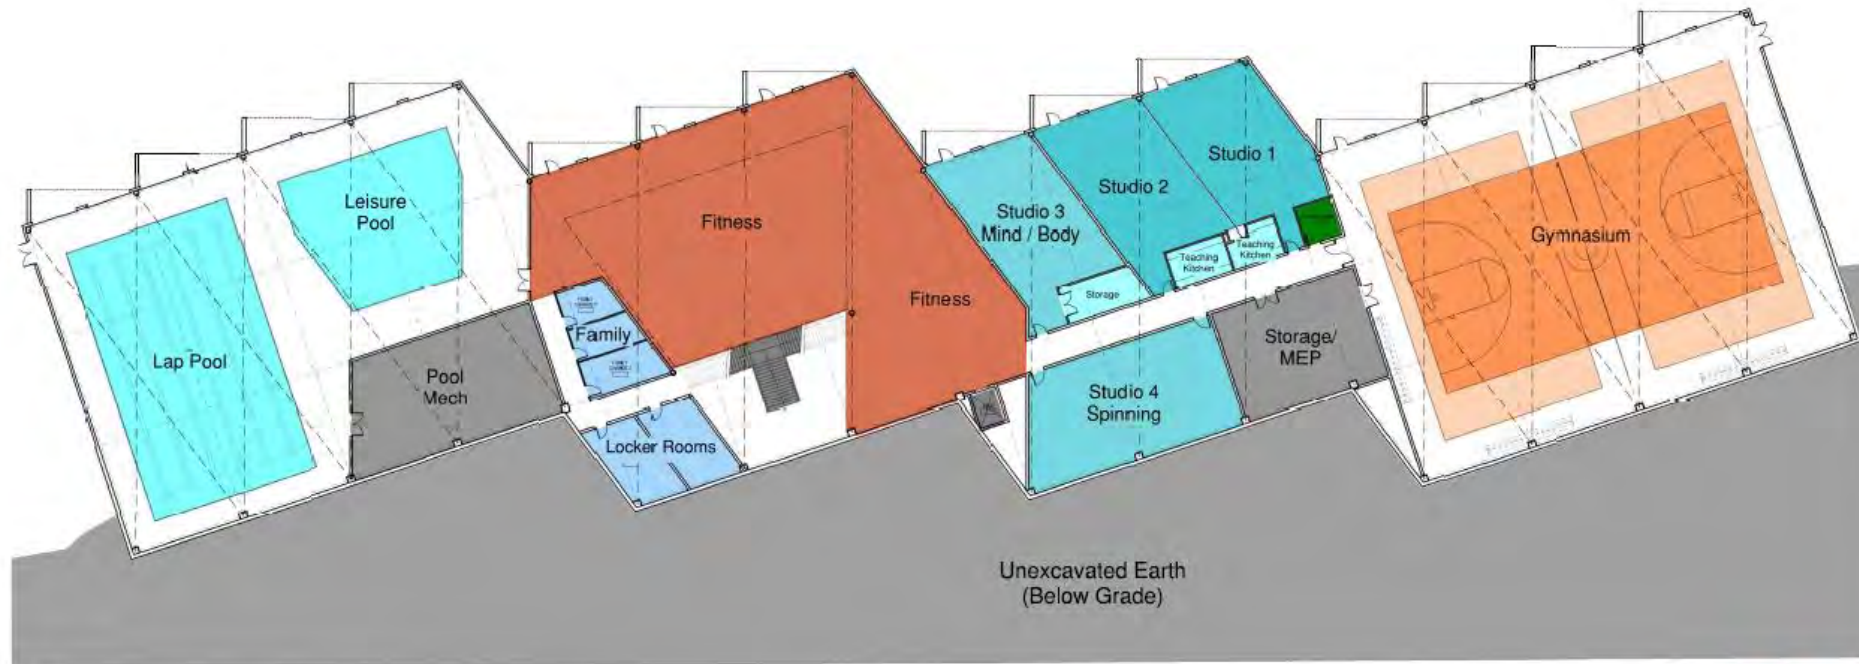 Leisure
Pool
Lap Pool
Pool
Mech
Fitness
Family
Locker Rooms
Fitness
Studio 3
Mind / Body
Studio 2
Studio 1
Teaching
Kitchen
Teaching
Kitchen
Storage
Studio 4
Spinning
Storage/
MEP
Gymnasium
Unexcavated Earth
(Below Grade)